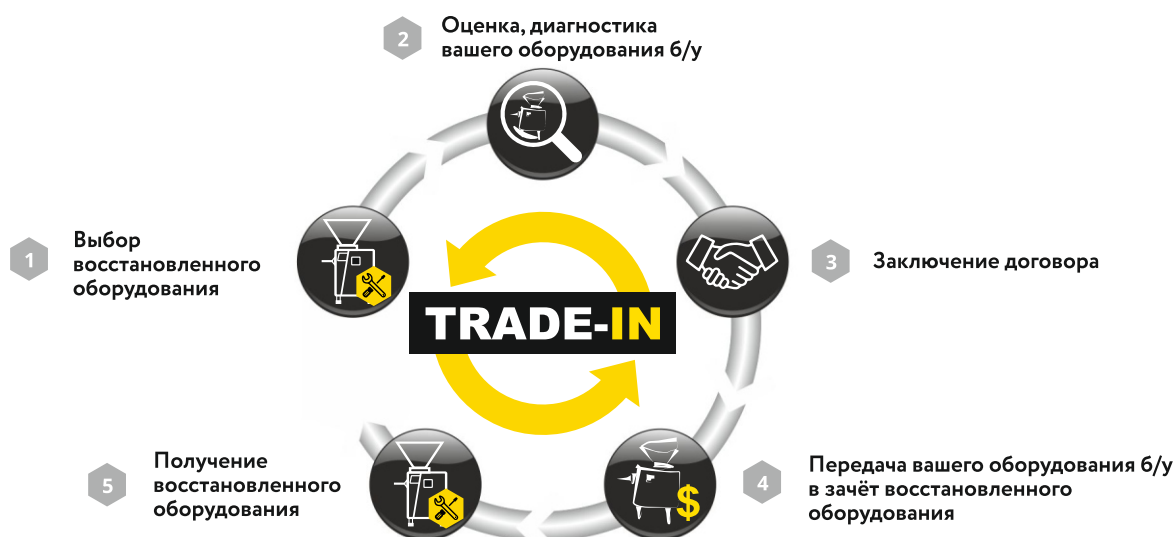 2
Оценка, диагностика
вашего оборудования б/у
1
Выбор
восстановленного
оборудования
3
Заключение договора
TRADE-IN
5
Получение
восстановленного
оборудования
$
4
Передача вашего оборудования б/у
в зачёт восстановленного
оборудования